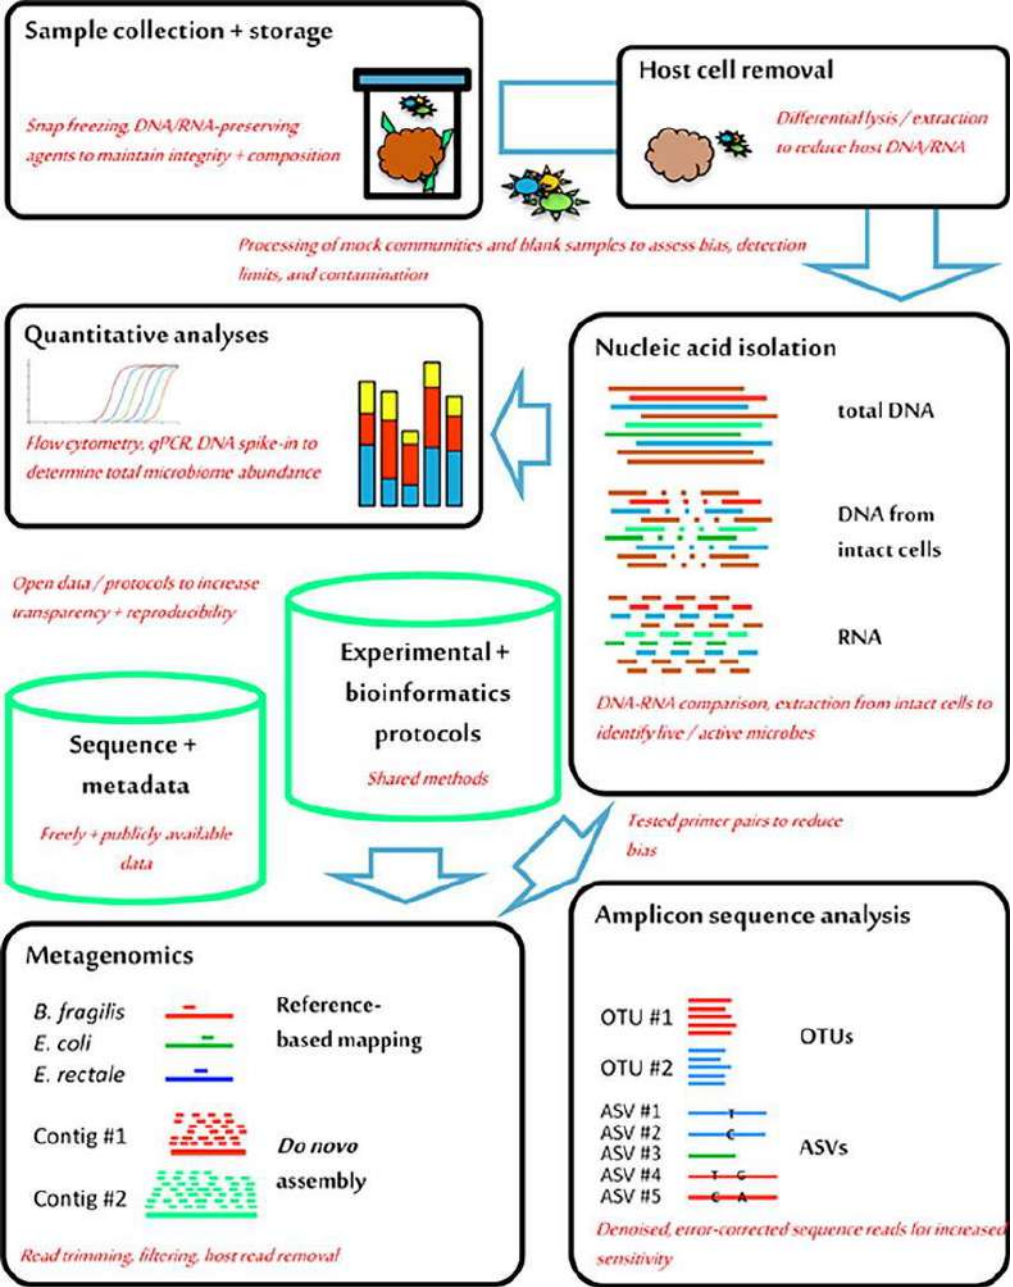 Sample collection + storage
Snap freezing, DNA/RNA-preserving
agents to maintain integrity + composition
Host cell removal
Differential lysis / extraction
to reduce host DNA/RNA
Processing of mock communities and blank samples to assess bias, detection
limits, and contamination
Quantitative analyses
Flow cytometry, qPCR, DNA spike-in to
determine total microbiome abundance
Nucleic acid isolation
total DNA
DNA from
intact cells
RNA
DNA-RNA comparison, extraction from intact cells to
identify live / active microbes
Open data / protocols to increase
transparency + reproducibility
Experimental +
bioinformatics
protocols
Shared methods
Sequence +
metadata
Freely + publicly available
data
Tested primer pairs to reduce
bias
Metagenomics
B. fragilis
E. coli
E. rectale
Reference-
based mapping
Contig #1
Contig #2
Do novo
assembly
Read trimming, filtering, host read removal
Amplicon sequence analysis
OTU #1
OTU #2
OTUs
ASV #1 T
ASV #2 C
ASV #3
ASV #4 T G
ASV #5 C A
ASVs
Denoised, error-corrected sequence reads for increased
sensitivity